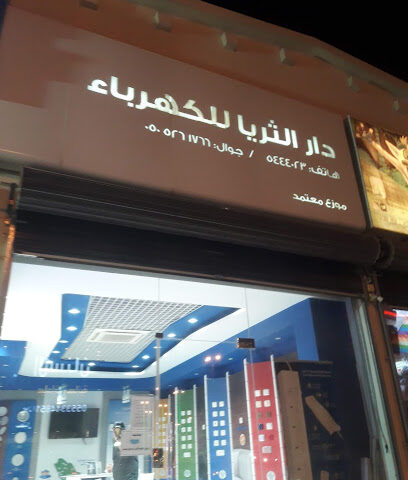 دار الثريا للكهرباء
هاتف: ٥٤٤٤٠٢٣ / جوال: ٠٥٠٥٢٦١٧٦٦
موزع معتمد